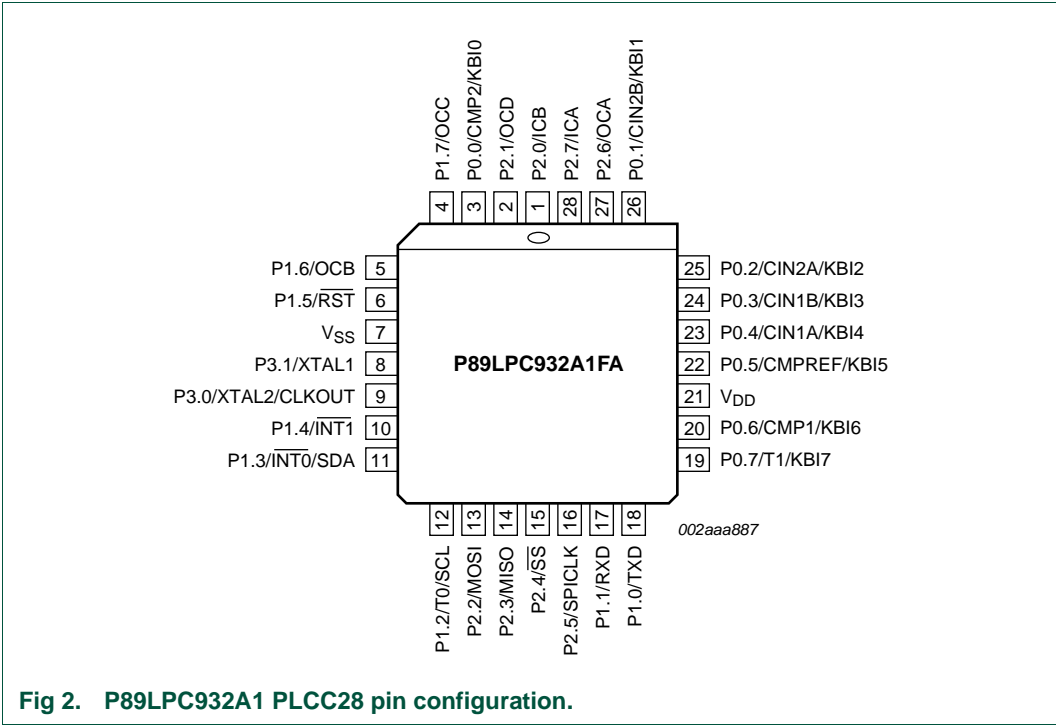 P1.7/OCC
P0.0/CMP2/KBI0
P2.1/OCD
P2.0/ICB
P2.7/ICA
P2.6/OCA
P0.1/CIN2B/KBI1
4
3
2
1
28
27
26
P1.6/OCB 5
P1.5/R̅S̅T̅ 6
VSS 7
P3.1/XTAL1 8
P3.0/XTAL2/CLKOUT 9
P1.4/I̅N̅T̅1̅ 10
P1.3/I̅N̅T̅0̅/SDA 11
P89LPC932A1FA
25 P0.2/CIN2A/KBI2
24 P0.3/CIN1B/KBI3
23 P0.4/CIN1A/KBI4
22 P0.5/CMPREF/KBI5
21 VDD
20 P0.6/CMP1/KBI6
19 P0.7/T1/KBI7
12
13
14
15
16
17
18
P1.2/T0/SCL
P2.2/MOSI
P2.3/MISO
P2.4/S̅S̅
P2.5/SPICLK
P1.1/RXD
P1.0/TXD
002aaa887
Fig 2. P89LPC932A1 PLCC28 pin configuration.